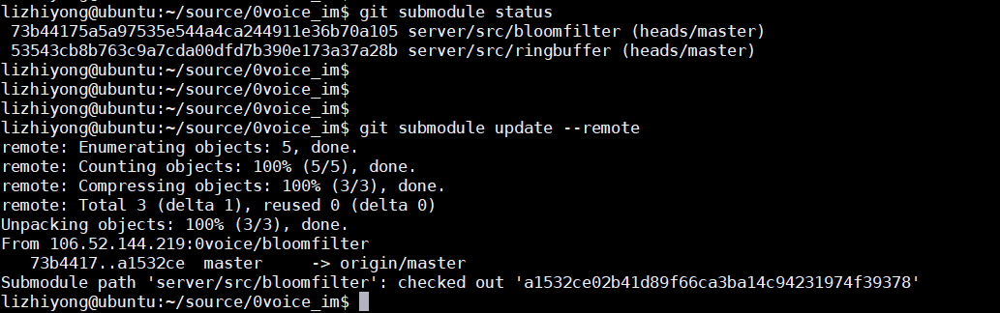 lizhiyong@ubuntu:~/source/0voice_im$ git submodule status
 73b44175a5a97535e544a4ca244911e36b70a105 server/src/bloomfilter (heads/master)
 53543cb8b763c9a7cda00dfd7b390e173a37a28b server/src/ringbuffer (heads/master)
lizhiyong@ubuntu:~/source/0voice_im$
lizhiyong@ubuntu:~/source/0voice_im$
lizhiyong@ubuntu:~/source/0voice_im$
lizhiyong@ubuntu:~/source/0voice_im$ git submodule update --remote
remote: Enumerating objects: 5, done.
remote: Counting objects: 100% (5/5), done.
remote: Compressing objects: 100% (3/3), done.
remote: Total 3 (delta 1), reused 0 (delta 0)
Unpacking objects: 100% (3/3), done.
From 106.52.144.219:0voice/bloomfilter
   73b4417..a1532ce  master     -> origin/master
Submodule path 'server/src/bloomfilter': checked out 'a1532ce02b41d89f66ca3ba14c94231974f39378'
lizhiyong@ubuntu:~/source/0voice_im$